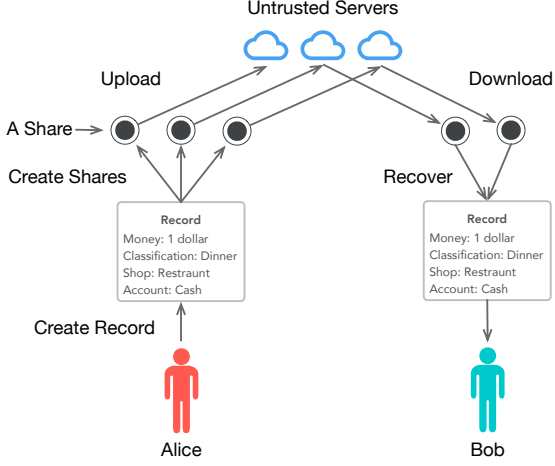 Untrusted Servers
Upload
Download
A Share
Create Shares
Recover
Record
Money: 1 dollar
Classification: Dinner
Shop: Restraunt
Account: Cash
Record
Money: 1 dollar
Classification: Dinner
Shop: Restraunt
Account: Cash
Create Record
Alice
Bob